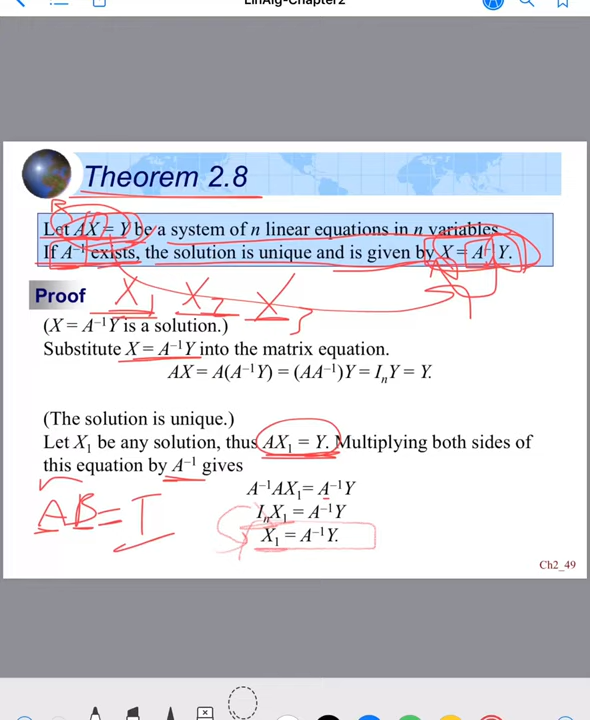 LinAlg-Chapter2
Theorem 2.8
Let AX = Y be a system of n linear equations in n variables.
If A⁻¹ exists, the solution is unique and is given by X = A⁻¹Y.
Proof
X₁ X₂ X₃
(X = A⁻¹Y is a solution.)
Substitute X = A⁻¹Y into the matrix equation.
AX = A(A⁻¹Y) = (AA⁻¹)Y = IₙY = Y.
(The solution is unique.)
Let X₁ be any solution, thus AX₁ = Y. Multiplying both sides of
this equation by A⁻¹ gives
A⁻¹AX₁ = A⁻¹Y
AB = I
IₙX₁ = A⁻¹Y
X₁ = A⁻¹Y.
Ch2_49